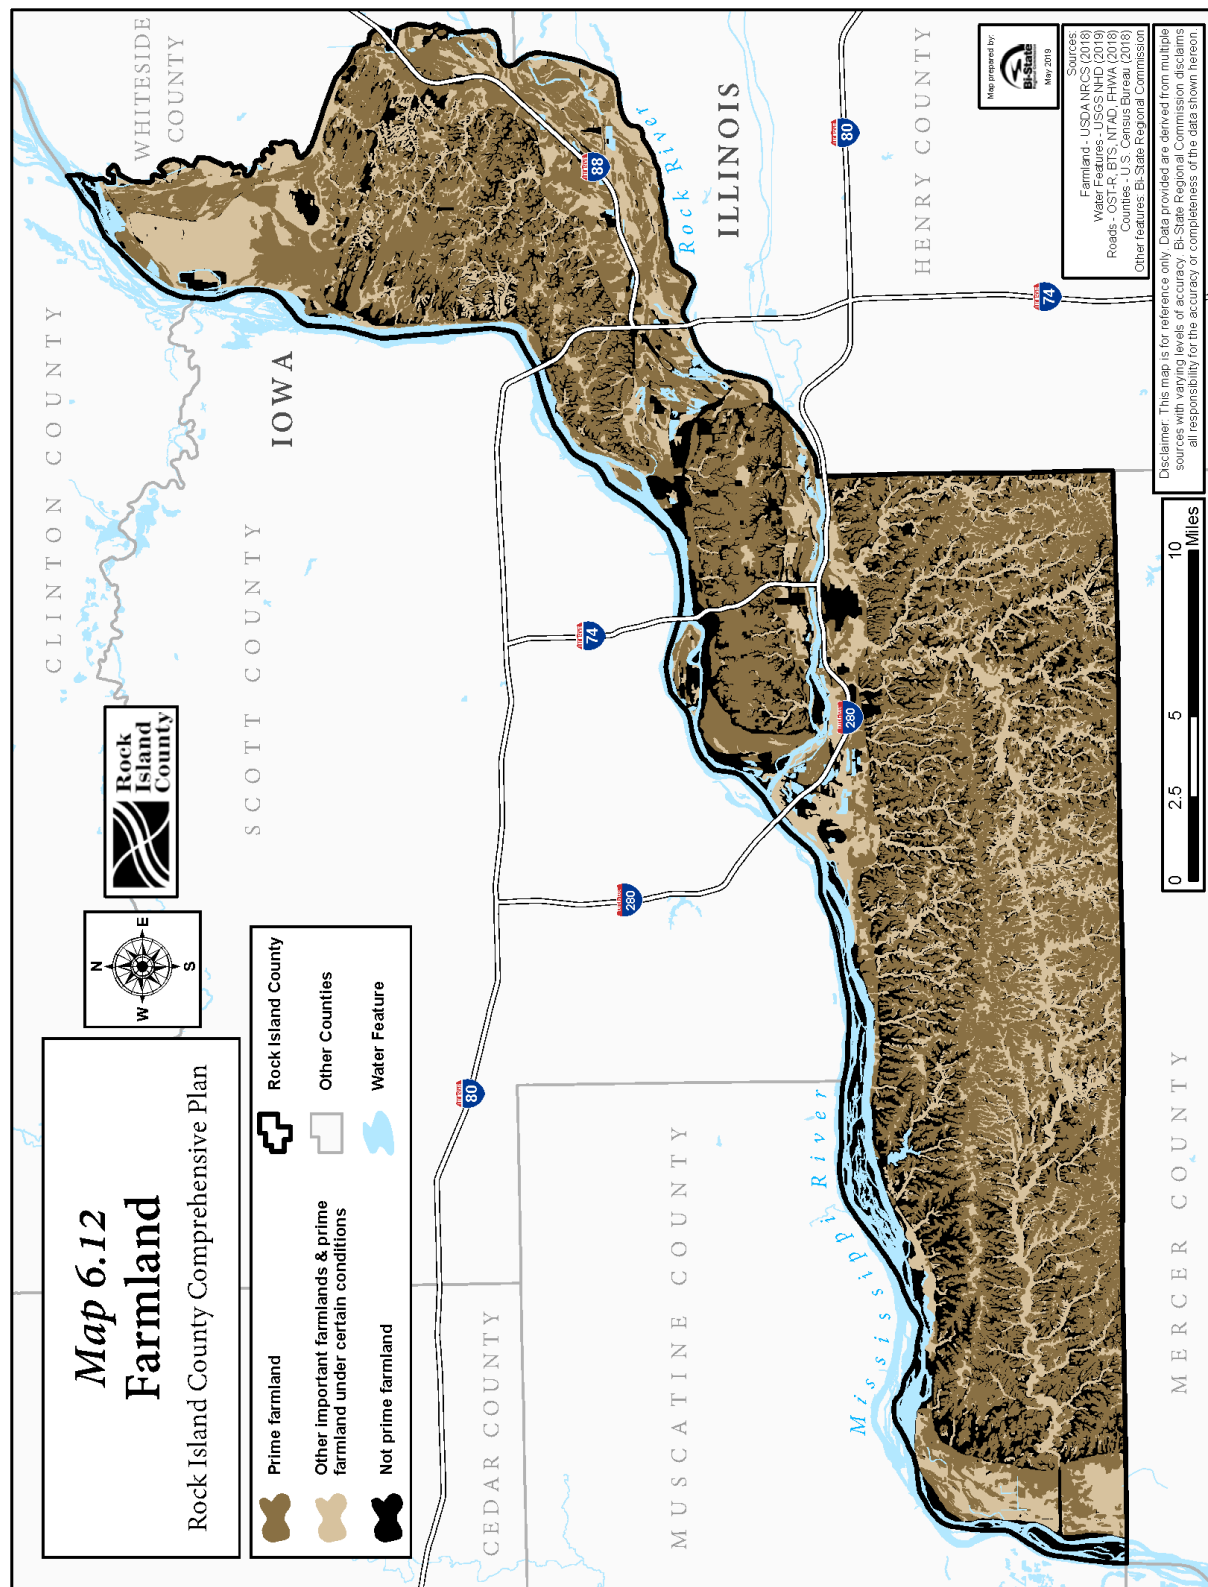 Map 6.12
Farmland
Rock Island County Comprehensive Plan
Prime farmland
Other important farmlands & prime
farmland under certain conditions
Not prime farmland
Rock Island County
Other Counties
Water Feature
N
W
E
S
Rock
Island
County
CLINTON COUNTY
WHITESIDE
COUNTY
SCOTT COUNTY
IOWA
CEDAR COUNTY
MUSCATINE COUNTY
Mississippi River
Rock River
ILLINOIS
HENRY COUNTY
MERCER COUNTY
80
280
74
280
88
80
74
0
2.5
5
10
Miles
Map prepared by:
Bi-State
May 2019
Sources:
Farmland - USDA NRCS (2018)
Water Features - USGS NHD (2019)
Roads - OST-R, BTS, NTAD, FHWA (2018)
Counties - U.S. Census Bureau (2018)
Other features: Bi-State Regional Commission
Disclaimer: This map is for reference only. Data provided are derived from multiple
sources with varying levels of accuracy. Bi-State Regional Commission disclaims
all responsibility for the accuracy or completeness of the data shown hereon.